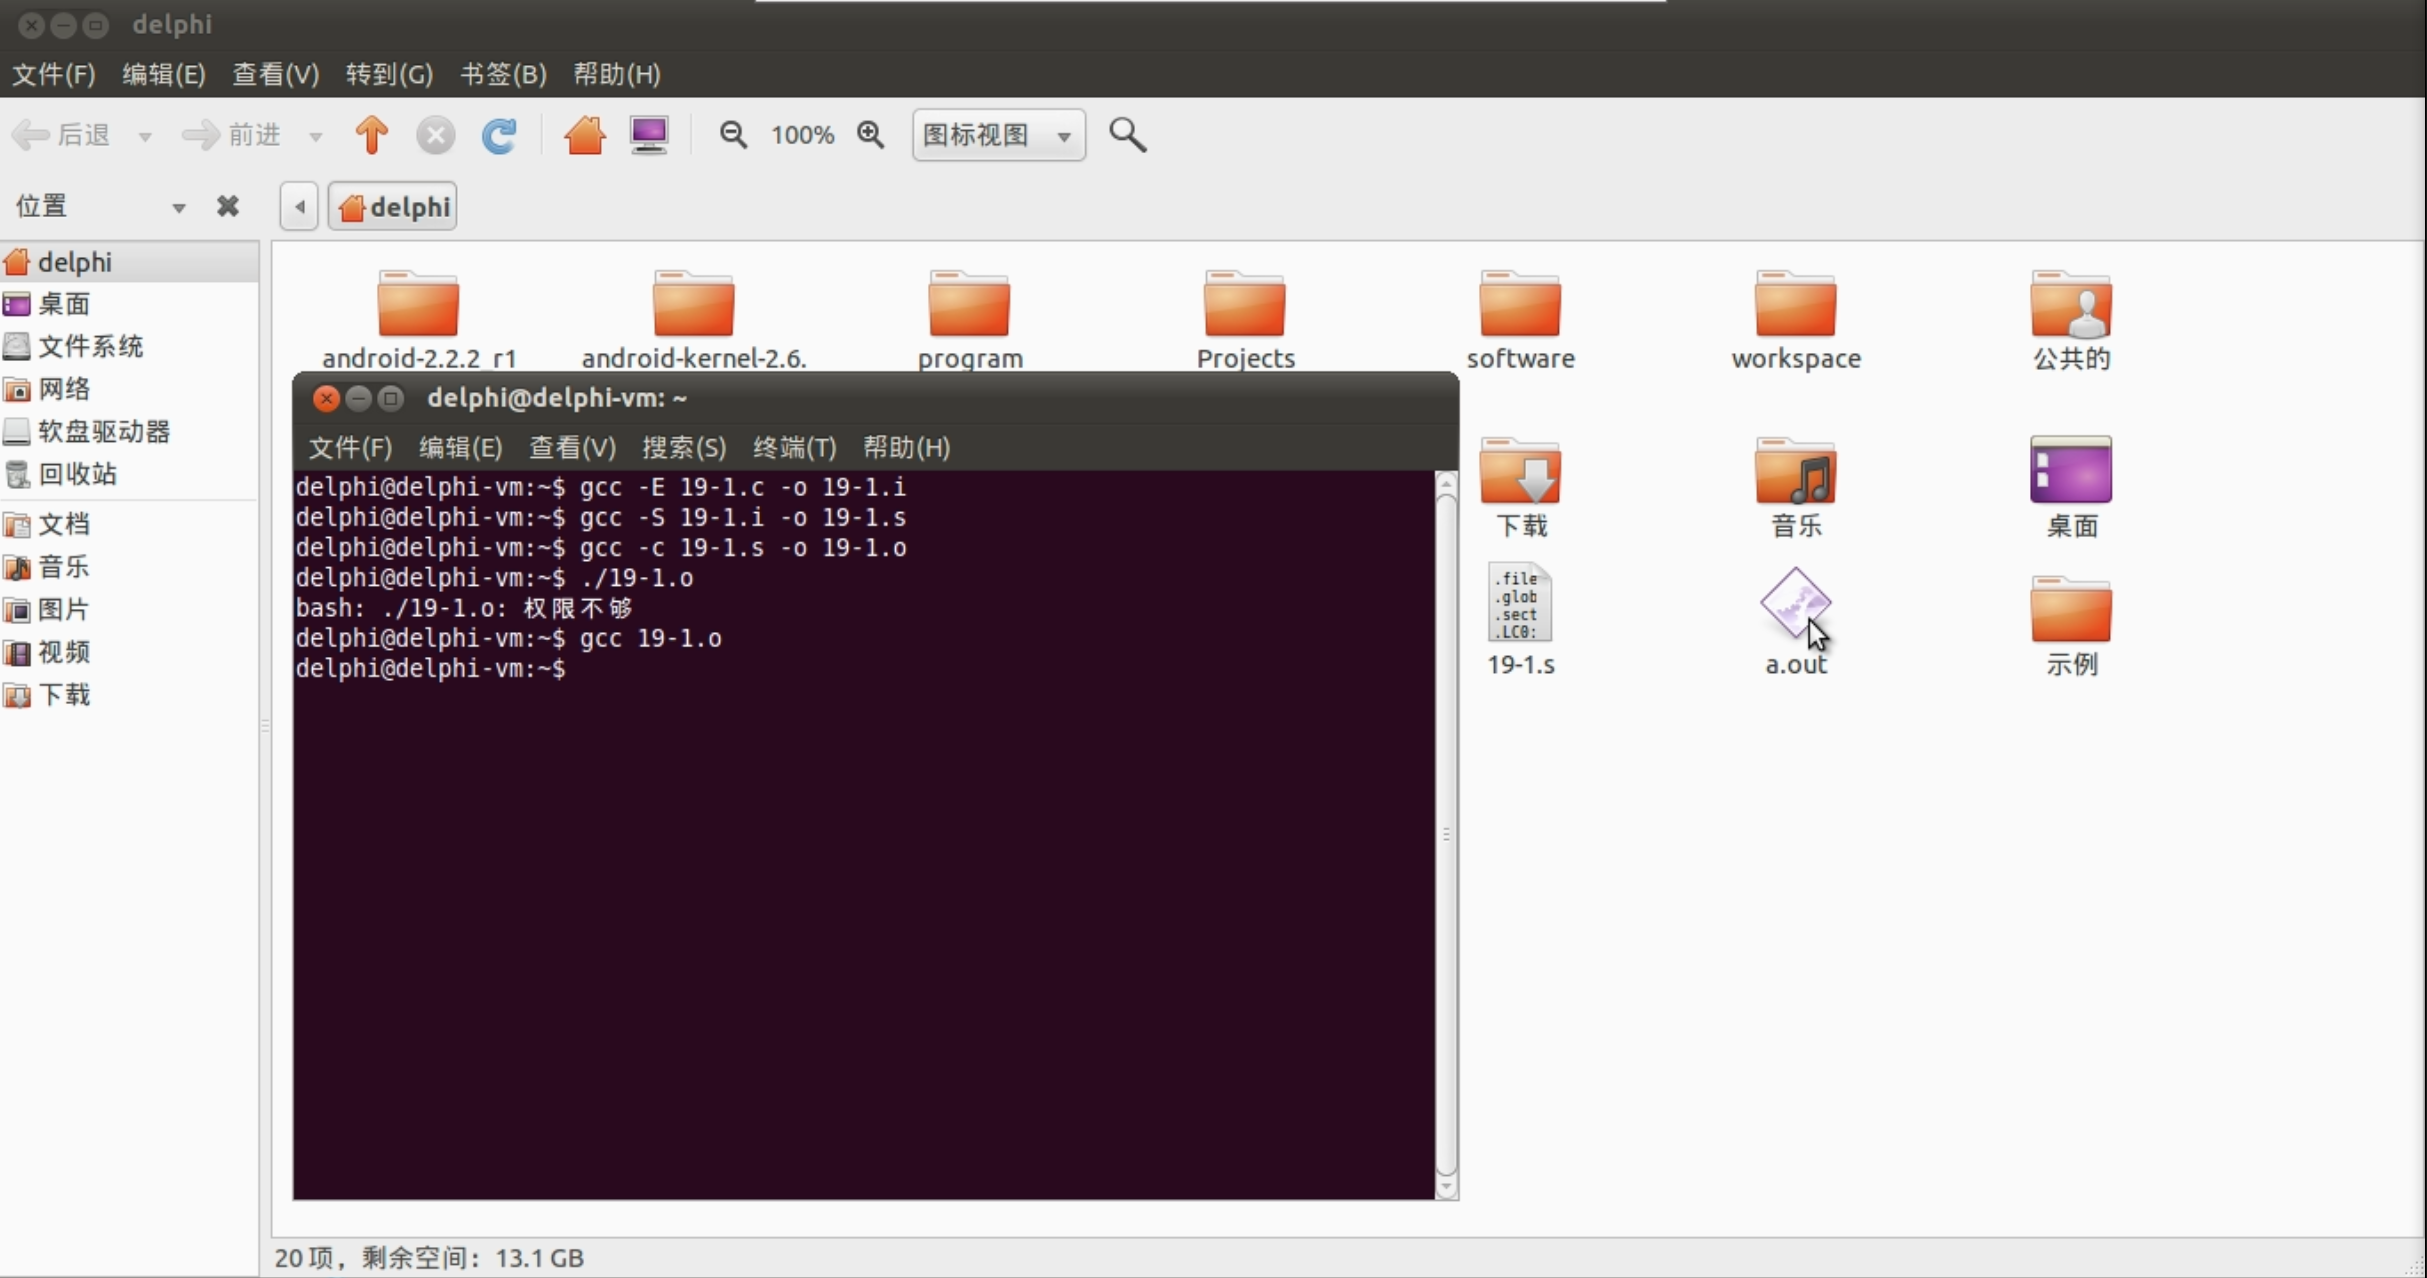 delphi
文件(F) 编辑(E) 查看(V) 转到(G) 书签(B) 帮助(H)
后退 前进 100% 图标视图
位置 delphi
delphi
桌面
文件系统
网络
软盘驱动器
回收站
文档
音乐
图片
视频
下载
android-2.2.2_r1 android-kernel-2.6. program Projects software workspace 公共的
下载 音乐 桌面
.file
.glob
.sect
.LC0:
19-1.s a.out 示例
delphi@delphi-vm: ~
文件(F) 编辑(E) 查看(V) 搜索(S) 终端(T) 帮助(H)
delphi@delphi-vm:~$ gcc -E 19-1.c -o 19-1.i
delphi@delphi-vm:~$ gcc -S 19-1.i -o 19-1.s
delphi@delphi-vm:~$ gcc -c 19-1.s -o 19-1.o
delphi@delphi-vm:~$ ./19-1.o
bash: ./19-1.o: 权限不够
delphi@delphi-vm:~$ gcc 19-1.o
delphi@delphi-vm:~$
20 项，剩余空间：13.1 GB